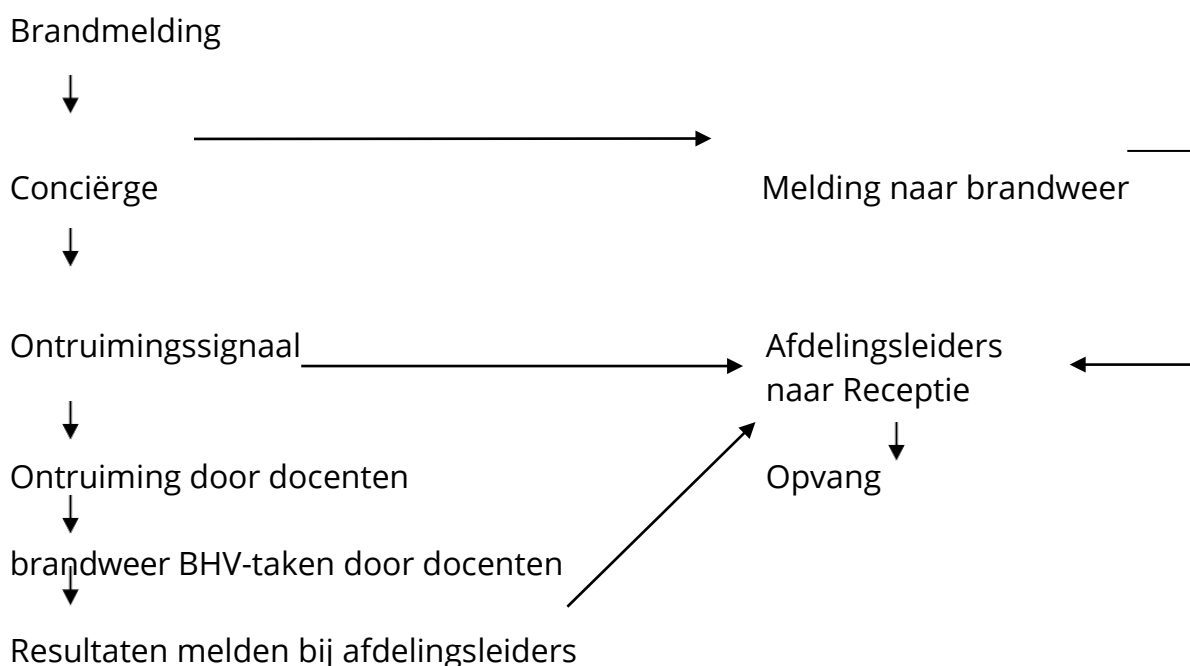 Brandmelding
Conciërge
Melding naar brandweer
Ontruimingssignaal
Afdelingsleiders
naar Receptie
Ontruiming door docenten
Opvang
brandweer BHV-taken door docenten
Resultaten melden bij afdelingsleiders